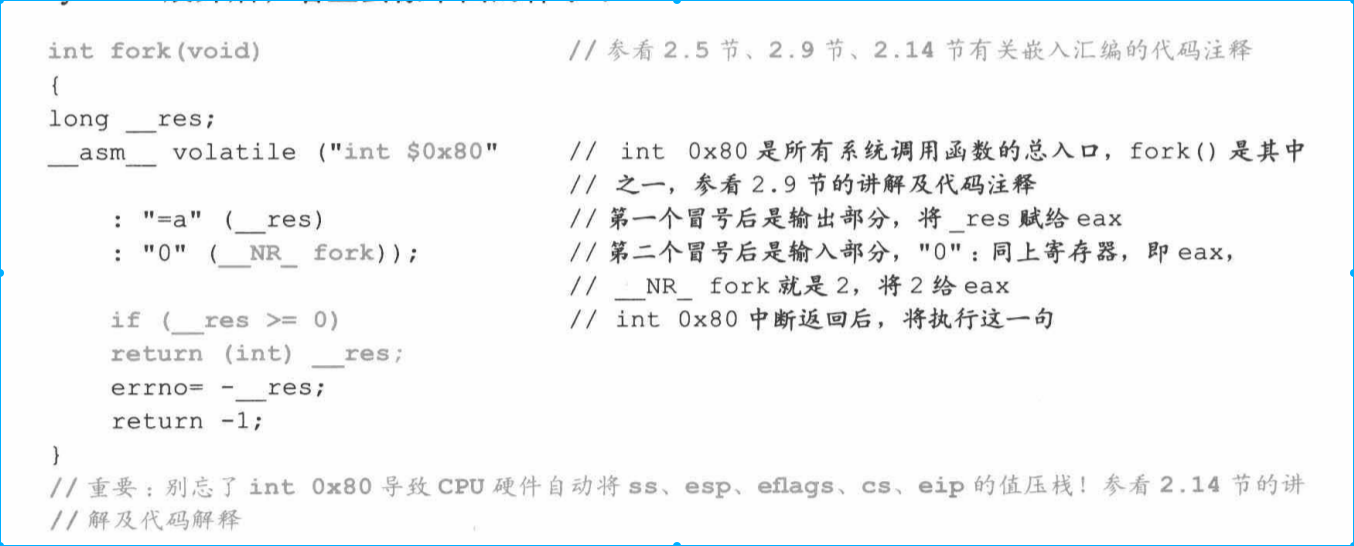 int fork(void) // 参看 2.5 节、2.9 节、2.14 节有关嵌入汇编的代码注释
{
long __res;
__asm__ volatile ("int $0x80" // int 0x80 是所有系统调用函数的总入口，fork() 是其中
// 之一，参看 2.9 节的讲解及代码注释
: "=a" (__res) // 第一个冒号后是输出部分，将 _res 赋给 eax
: "0" (__NR_ fork)); // 第二个冒号后是输入部分，"0"：同上寄存器，即 eax，
// __NR_ fork 就是 2，将 2 给 eax
if (__res >= 0) // int 0x80 中断返回后，将执行这一句
return (int) __res;
errno= -__res;
return -1;
}
// 重要：别忘了 int 0x80 导致 CPU 硬件自动将 ss、esp、eflags、cs、eip 的值压栈！参看 2.14 节的讲
// 解及代码解释